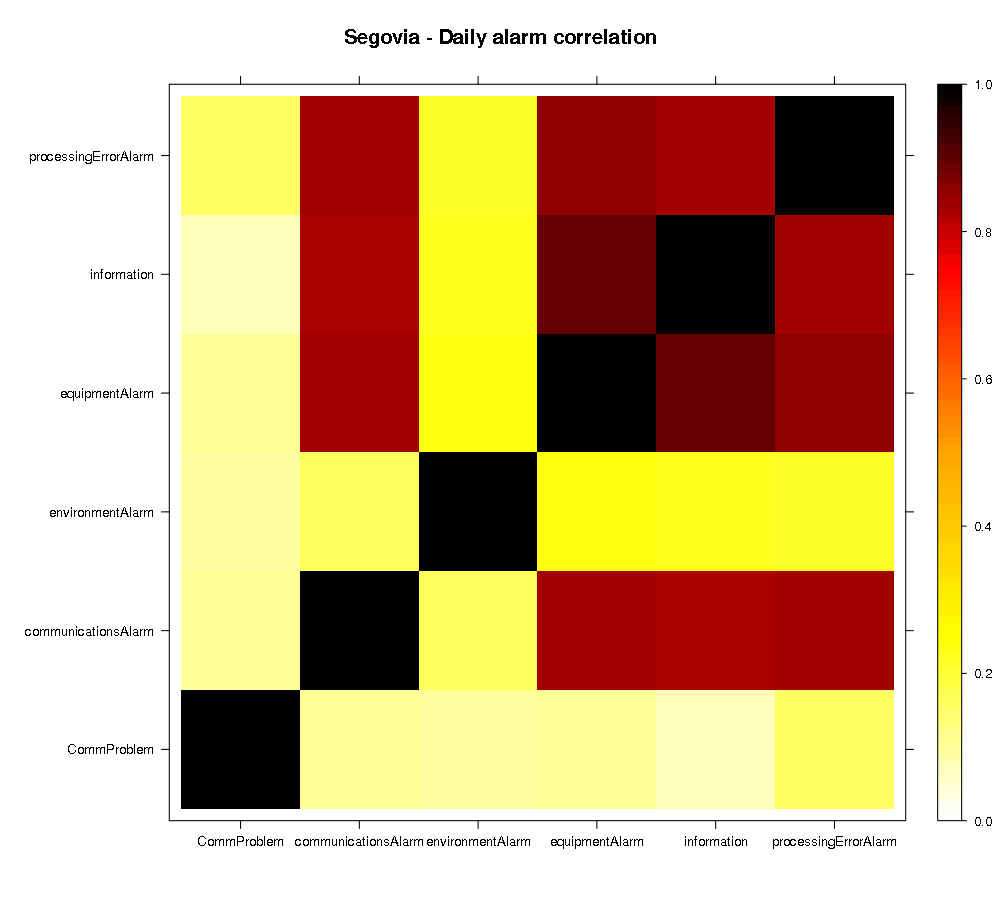 Segovia - Daily alarm correlation
processingErrorAlarm
information
equipmentAlarm
environmentAlarm
communicationsAlarm
CommProblem
CommProblem communicationsAlarm environmentAlarm equipmentAlarm information processingErrorAlarm
1.0
0.8
0.6
0.4
0.2
0.0